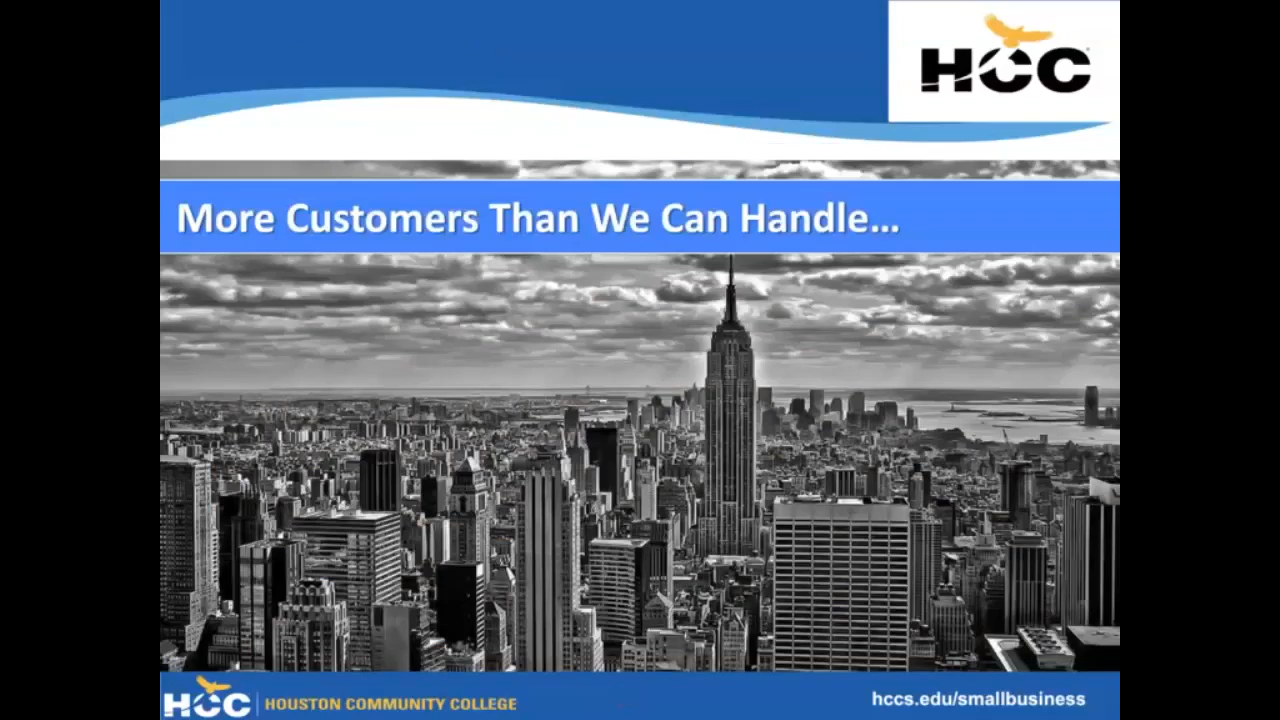 HCC
More Customers Than We Can Handle...
HCC HOUSTON COMMUNITY COLLEGE
hccs.edu/smallbusiness